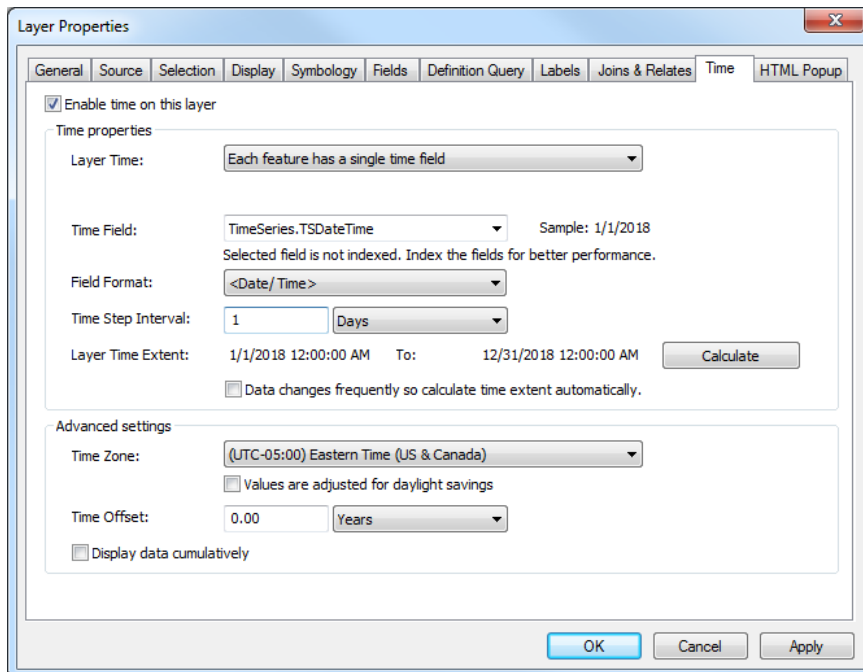 Layer Properties
General Source Selection Display Symbology Fields Definition Query Labels Joins & Relates Time HTML Popup
Enable time on this layer
Time properties
Layer Time: Each feature has a single time field
Time Field: TimeSeries.TSDateTime Sample: 1/1/2018
Selected field is not indexed. Index the fields for better performance.
Field Format: <Date/Time>
Time Step Interval: 1 Days
Layer Time Extent: 1/1/2018 12:00:00 AM To: 12/31/2018 12:00:00 AM Calculate
Data changes frequently so calculate time extent automatically.
Advanced settings
Time Zone: (UTC-05:00) Eastern Time (US & Canada)
Values are adjusted for daylight savings
Time Offset: 0.00 Years
Display data cumulatively
OK Cancel Apply